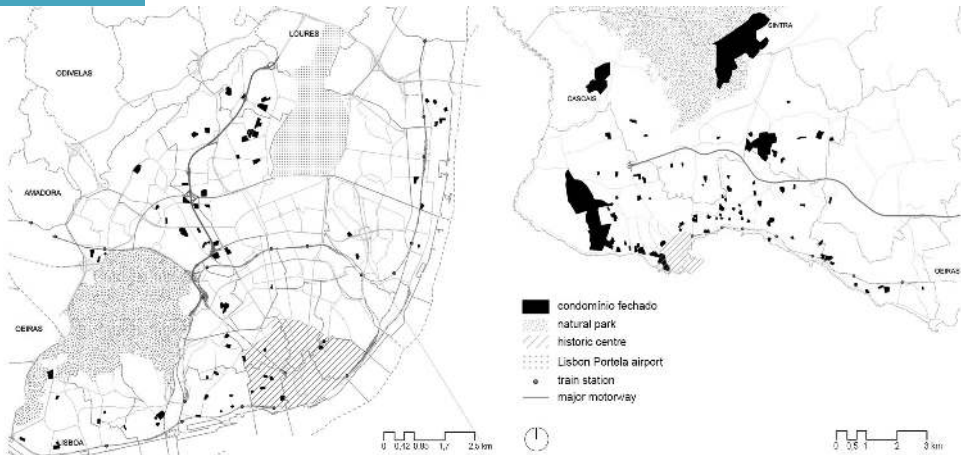 LOURES
ODIVELAS
AMADORA
OEIRAS
LISBOA
0 0,42 0,85 1,7 2,5 km
SINTRA
CASCAIS
OEIRAS
condomínio fechado
natural park
historic centre
Lisbon Portela airport
train station
major motorway
0 0,5 1 2 3 km